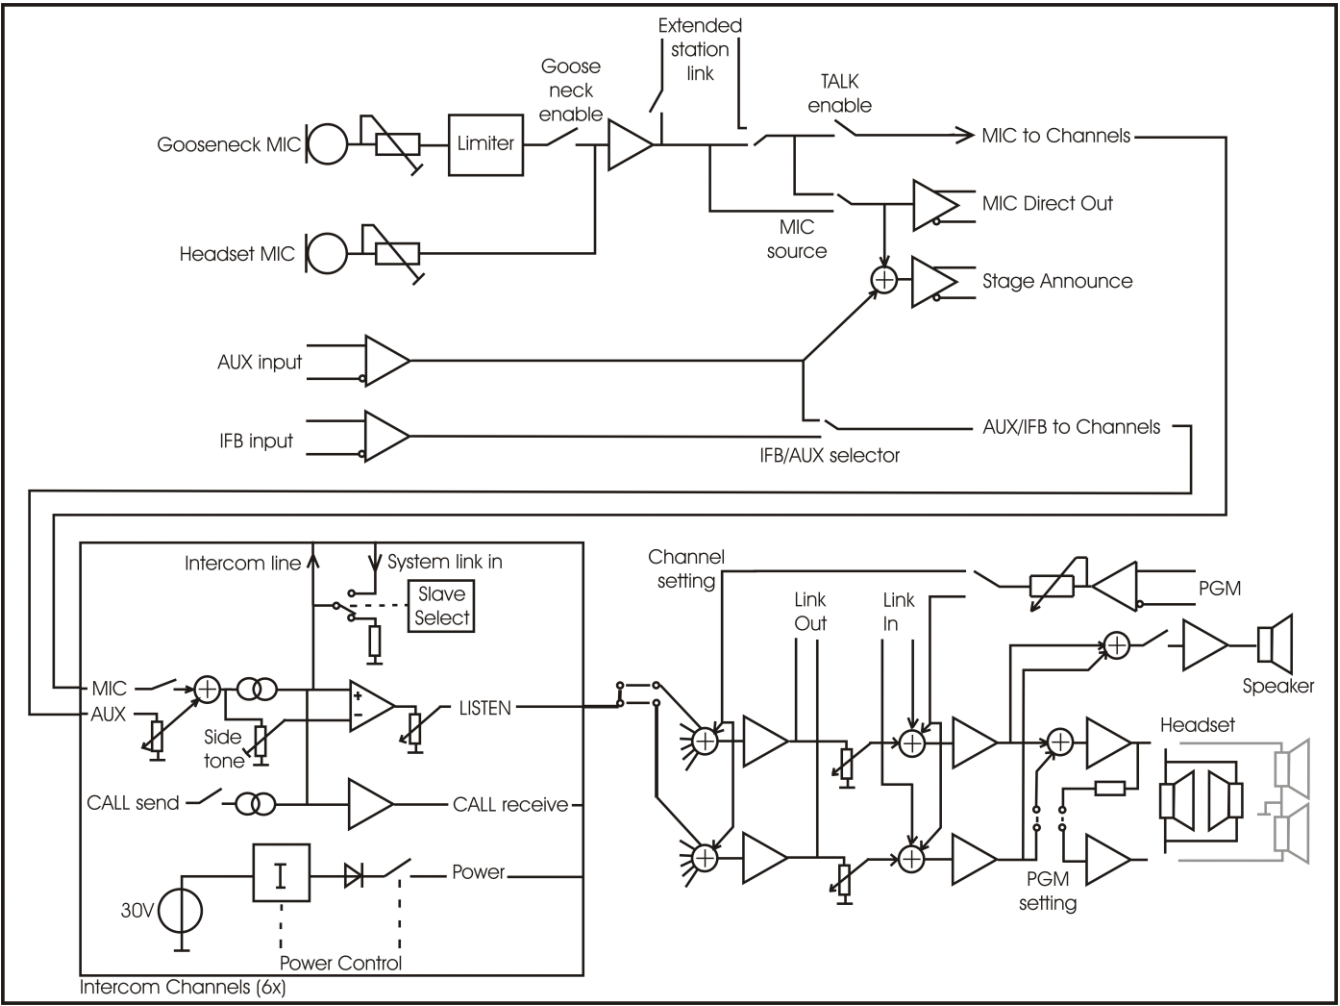 Extended
station
link
Goose
neck
enable
TALK
enable
Gooseneck MIC
Limiter
MIC to Channels
MIC Direct Out
MIC
source
Headset MIC
Stage Announce
AUX input
IFB input
AUX/IFB to Channels
IFB/AUX selector
Intercom line
System link in
Slave
Select
MIC
AUX
+
-
LISTEN
Side
tone
CALL send
CALL receive
I
Power
30V
Power Control
Intercom Channels (6x)
Channel
setting
Link
Out
Link
In
PGM
Speaker
Headset
PGM
setting